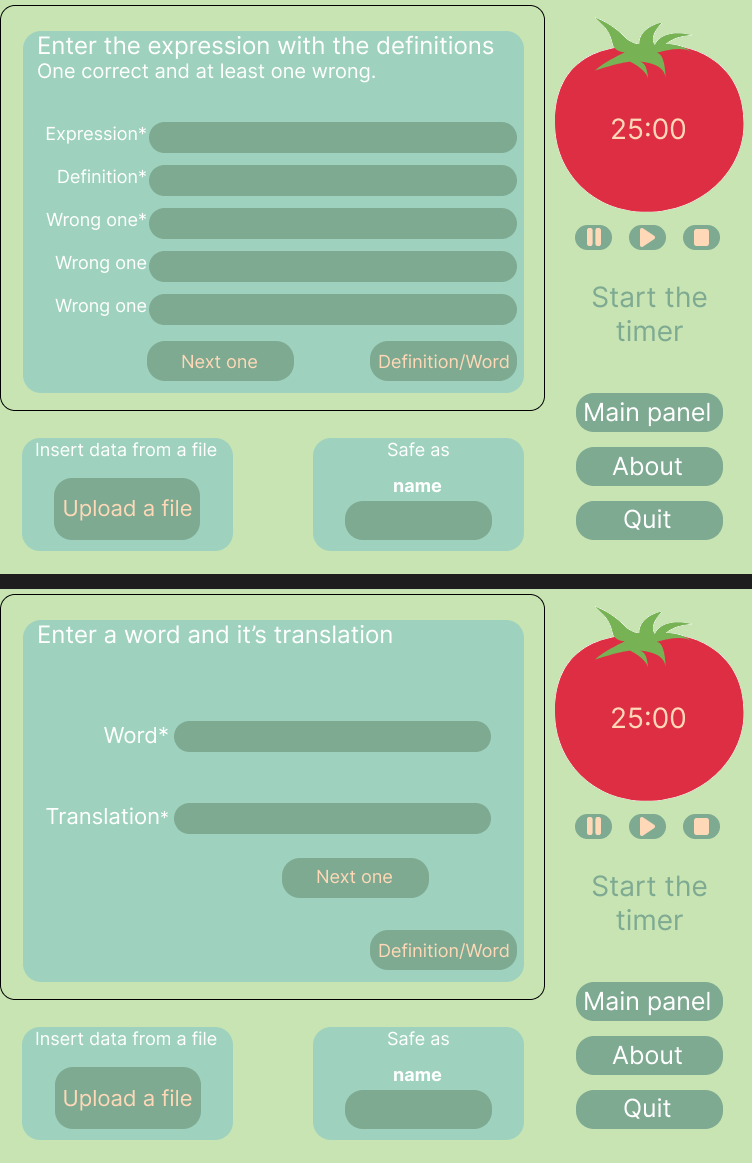 Enter the expression with the definitions
One correct and at least one wrong.
Expression*
Definition*
Wrong one*
Wrong one
Wrong one
Next one
Definition/Word
25:00
Start the
timer
Main panel
About
Quit
Insert data from a file
Upload a file
Safe as
name
Enter a word and it’s translation
Word*
Translation*
Next one
Definition/Word
25:00
Start the
timer
Main panel
About
Quit
Insert data from a file
Upload a file
Safe as
name